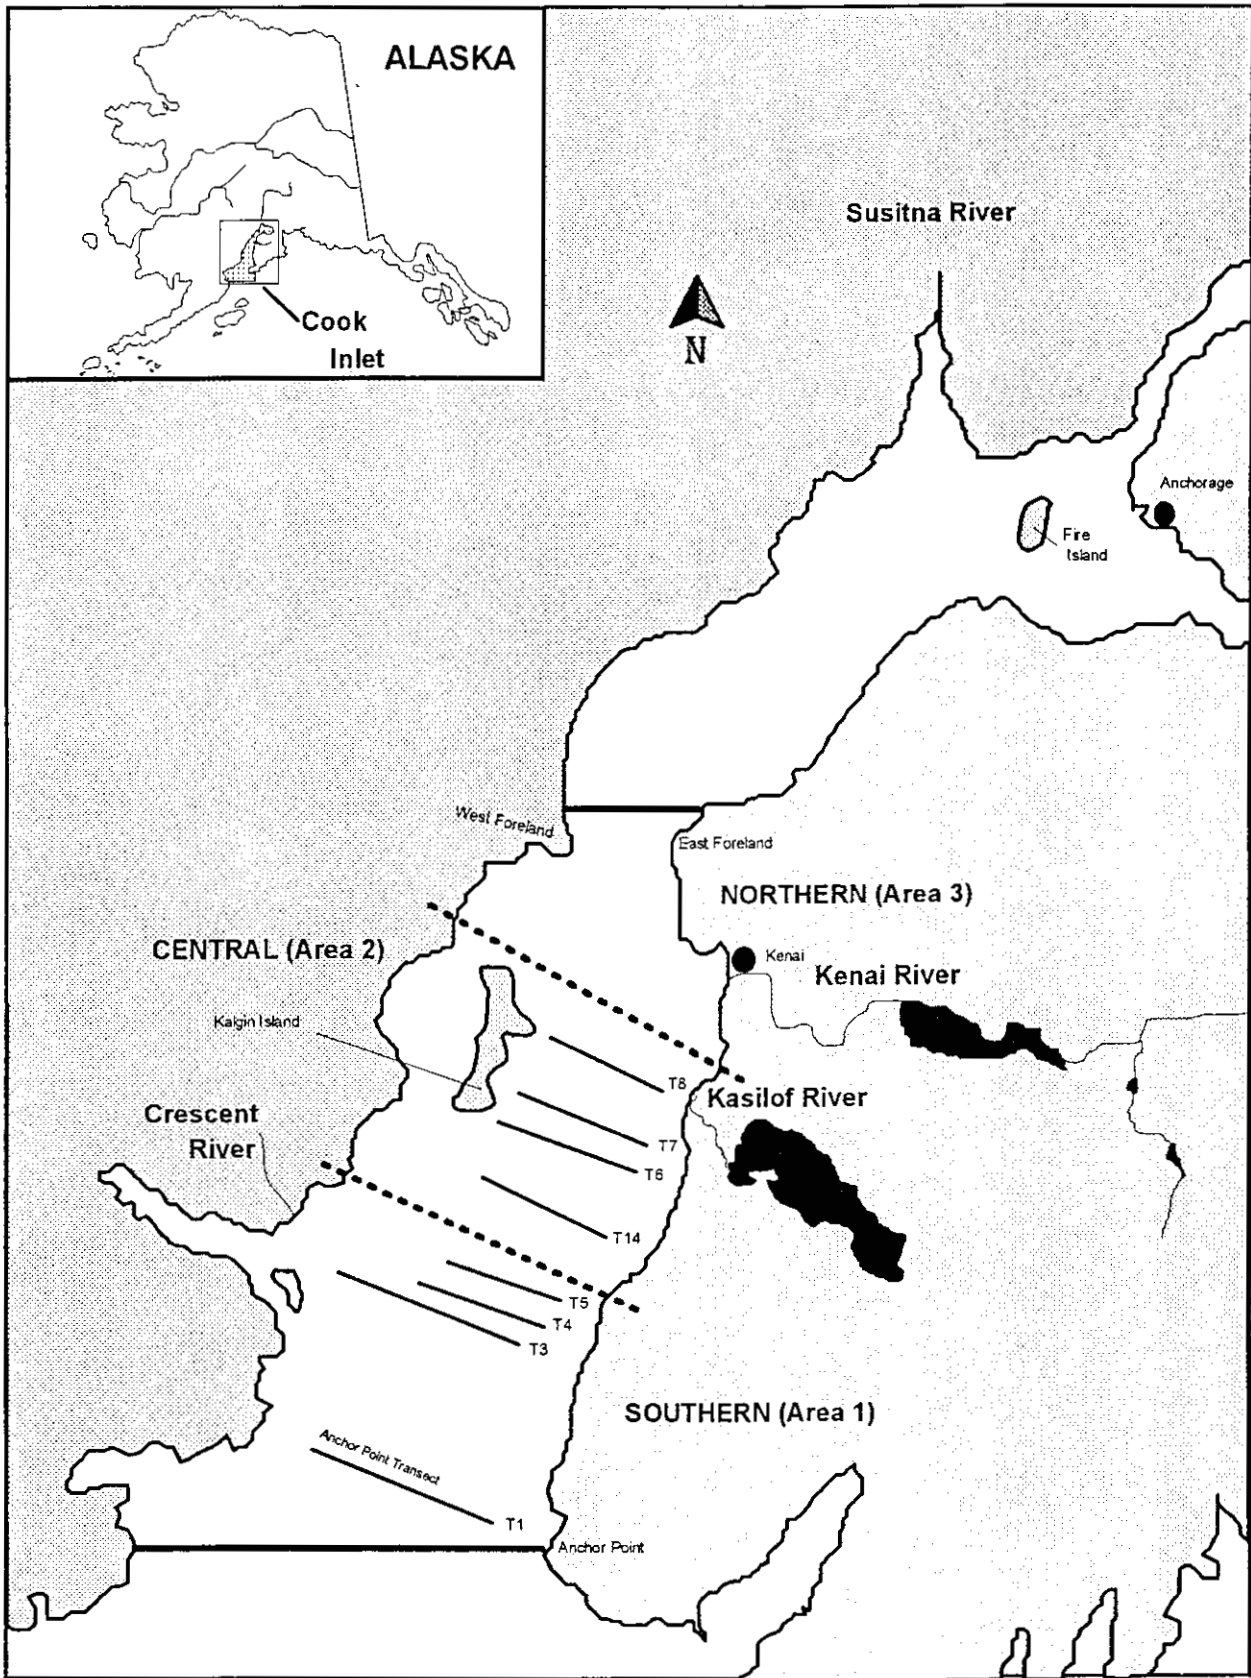 ALASKA
Cook
Inlet
Susitna River
N
Anchorage
Fire
Island
West Foreland
East Foreland
NORTHERN (Area 3)
CENTRAL (Area 2)
Kenai
Kenai River
Kalgin Island
T8
Kasilof River
Crescent
River
T7
T6
T14
T5
T4
T3
SOUTHERN (Area 1)
Anchor Point Transect
T1
Anchor Point